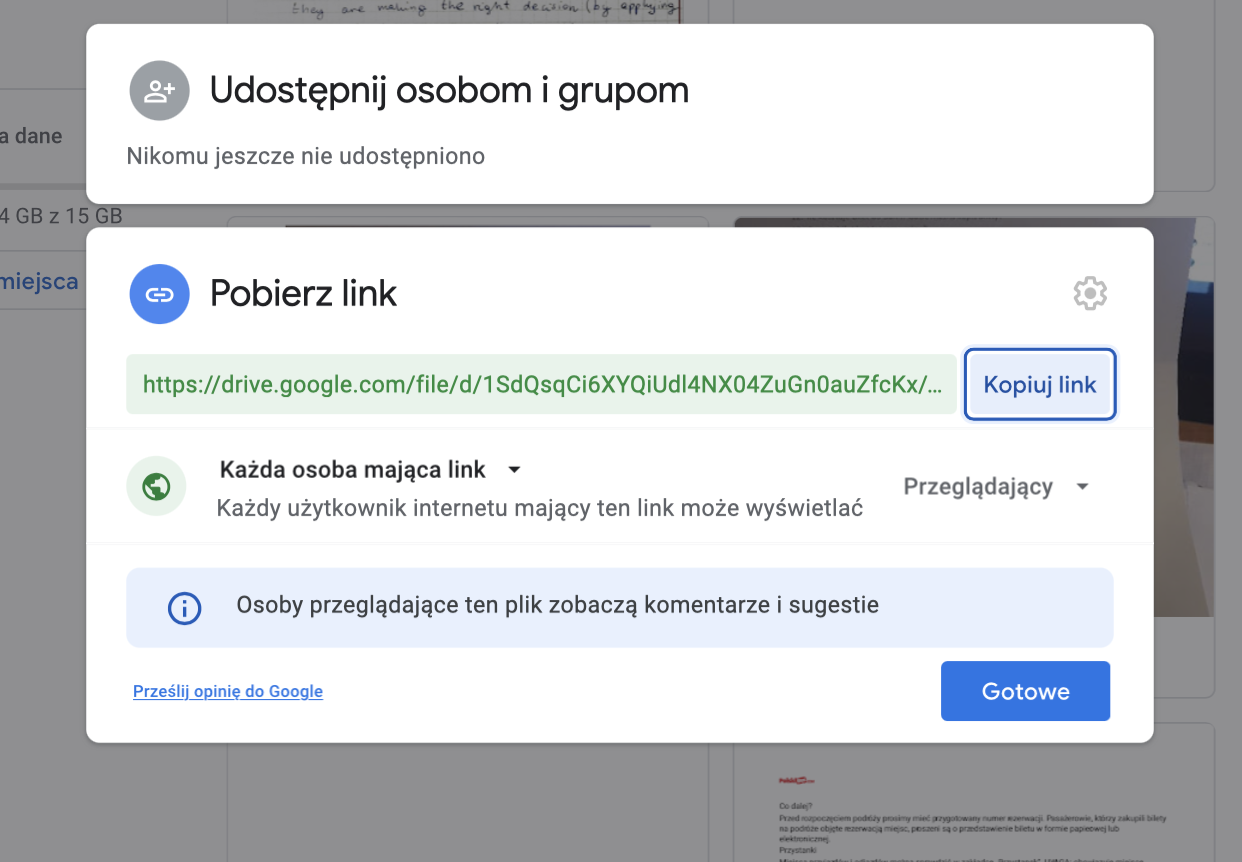 they are making the right decision (by applying
Udostępnij osobom i grupom
a dane
Nikomu jeszcze nie udostępniono
4 GB z 15 GB
miejsca
Pobierz link
https://drive.google.com/file/d/1SdQsqCi6XYQiUdl4NX04ZuGn0auZfcKx/...
Kopiuj link
Każda osoba mająca link
Każdy użytkownik internetu mający ten link może wyświetlać
Przeglądający
Osoby przeglądające ten plik zobaczą komentarze i sugestie
Prześlij opinię do Google
Gotowe
Co dalej?
Przed rozpoczęciem podróży prosimy mieć przygotowany numer rezerwacji. Pasażerowie, którzy zakupili bilety
na podróże objęte rezerwacją miejsc, proszeni są o przedstawienie biletu w formie papierowej lub
elektronicznej.
Przystanki